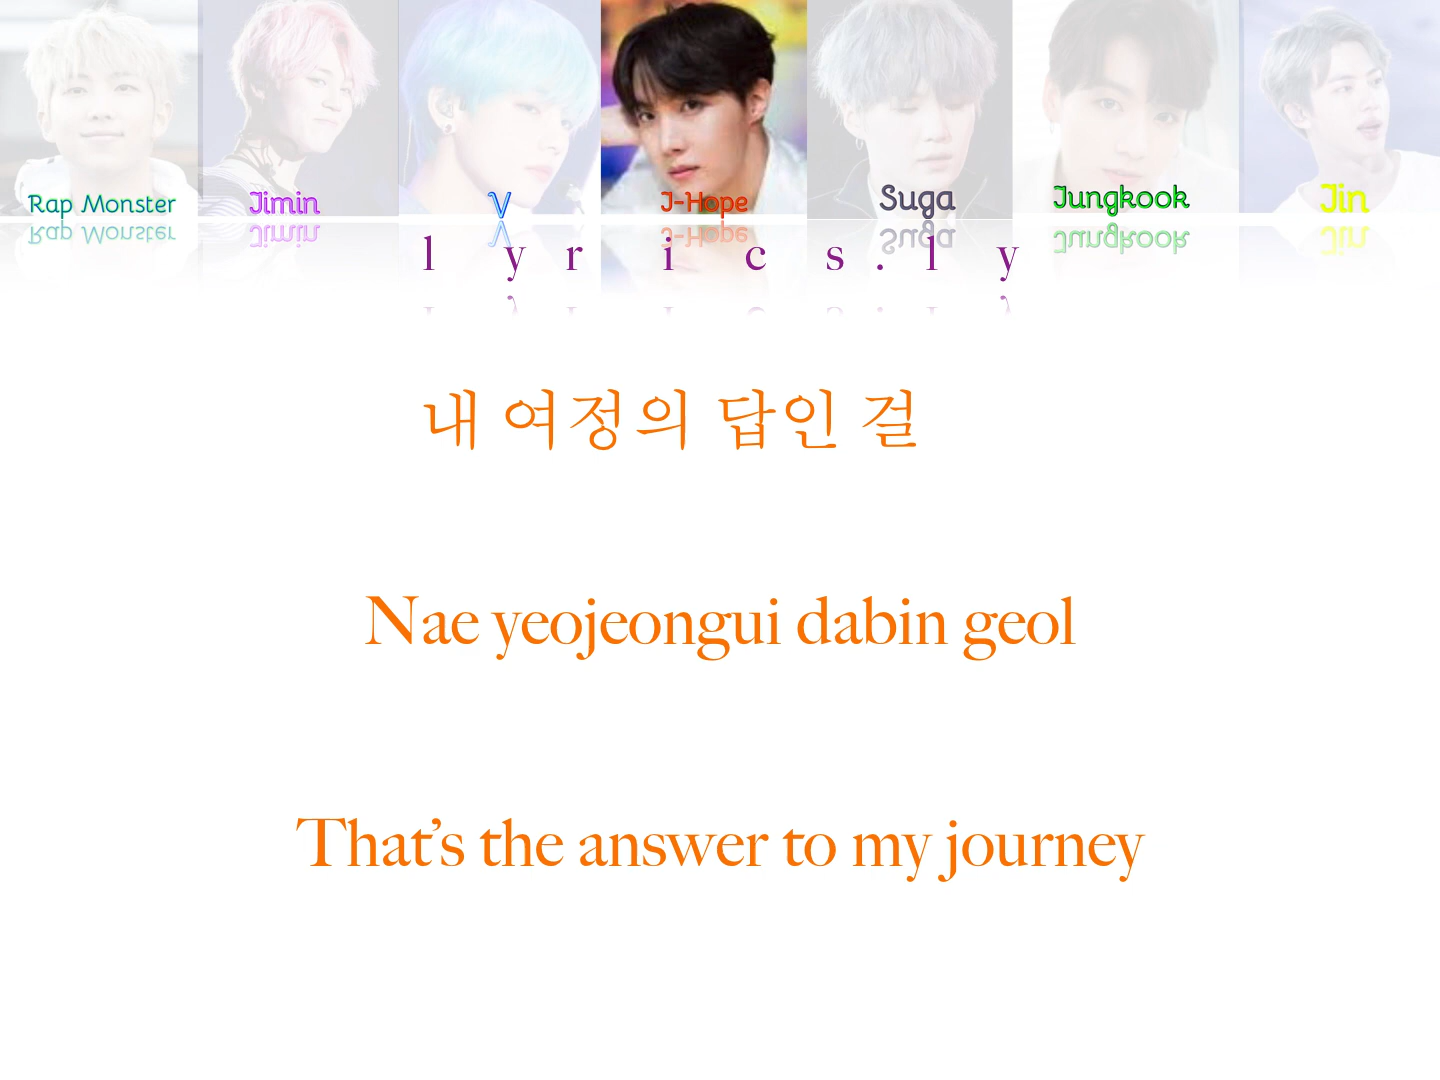 Rap Monster Jimin V J-Hope Suga Jungkook Jin
lyrics.ly
내 여정의 답인 걸
Nae yeojeongui dabin geol
That's the answer to my journey